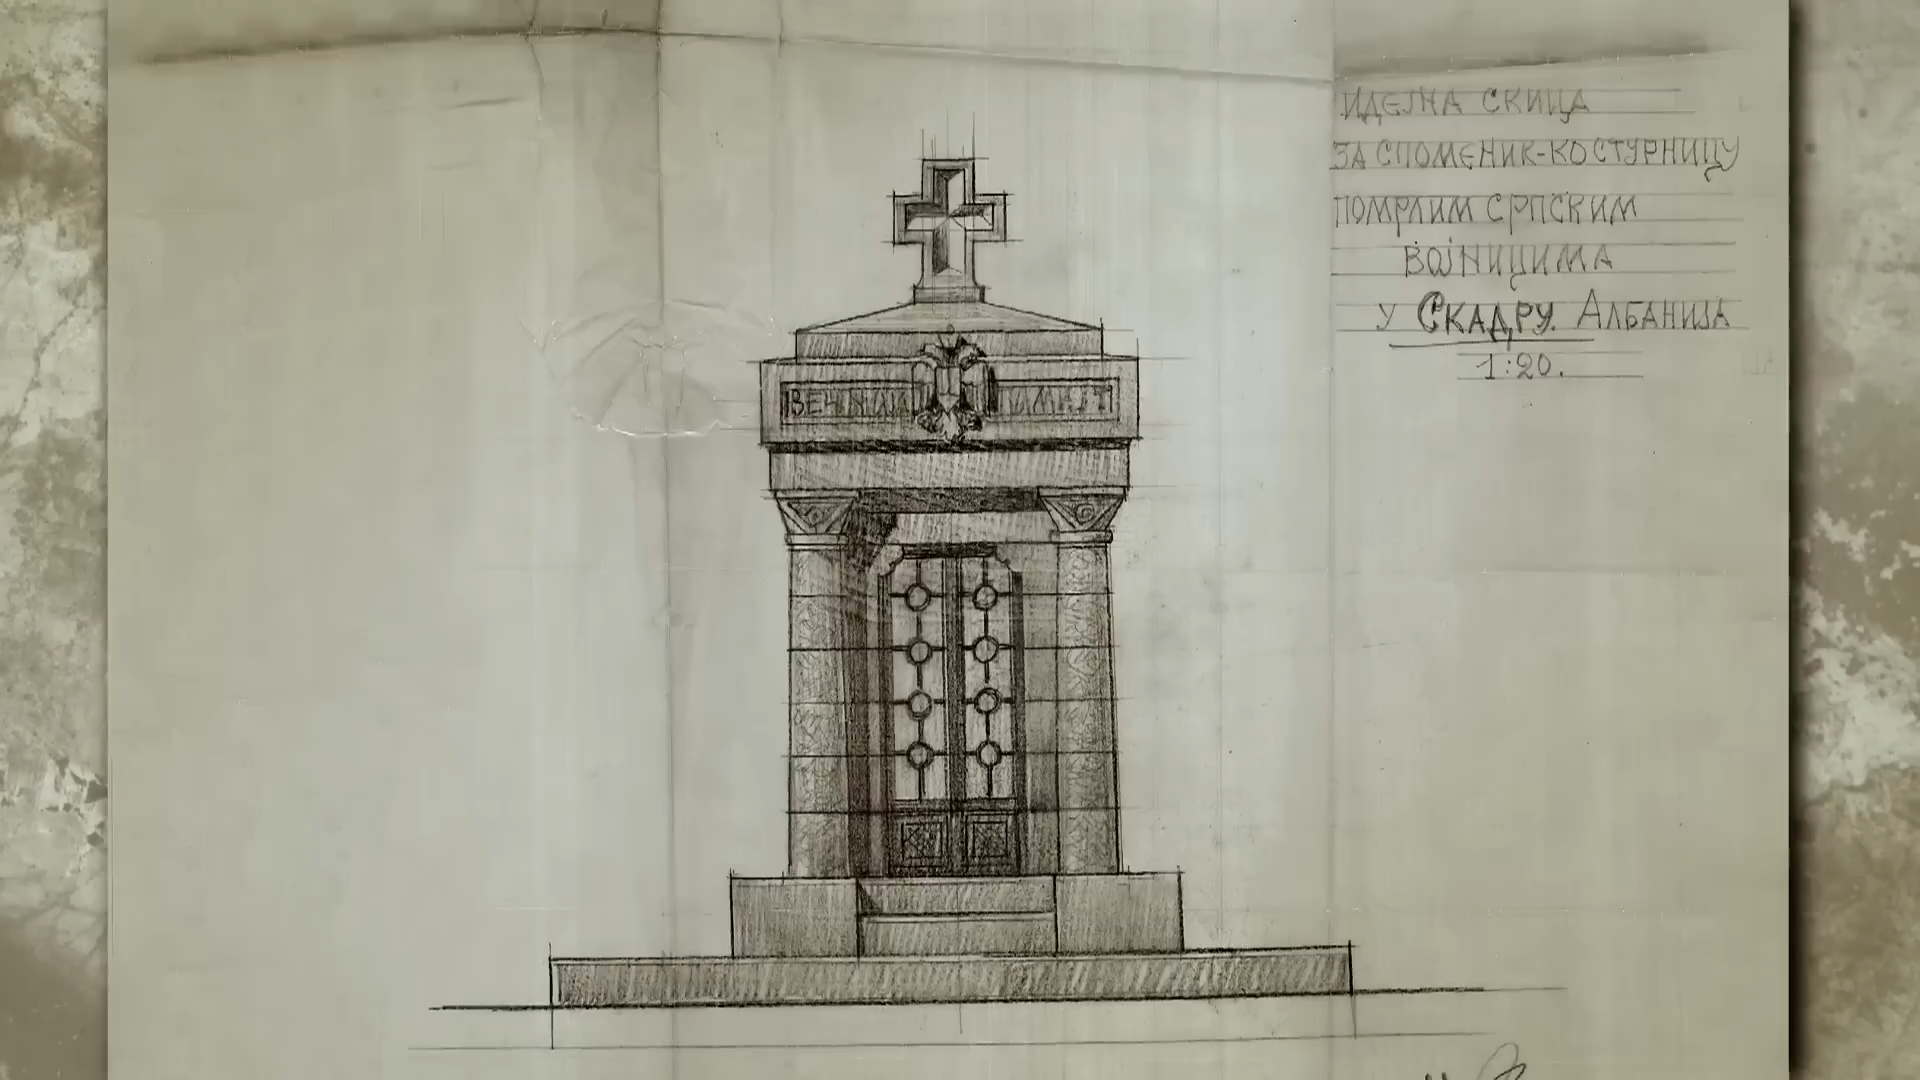 ИДЕЈНА СКИЦА
ЗА СПОМЕНИК-КОСТУРНИЦУ
ПОМРЛИМ СРПСКИМ
ВОЈНИЦИМА
У СКАДРУ. АЛБАНИЈА
1:20.